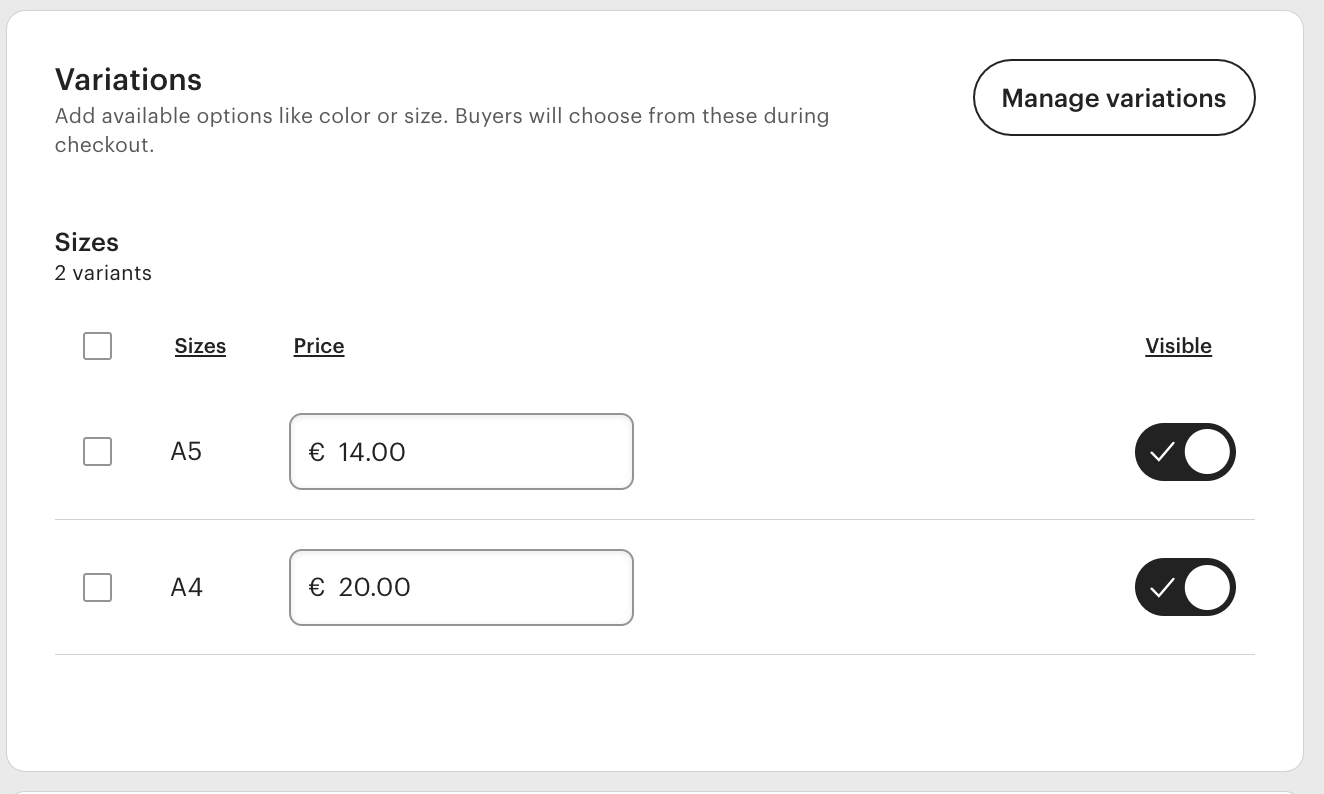 Variations
Add available options like color or size. Buyers will choose from these during
checkout.
Manage variations
Sizes
2 variants
Sizes Price Visible
A5 € 14.00
A4 € 20.00